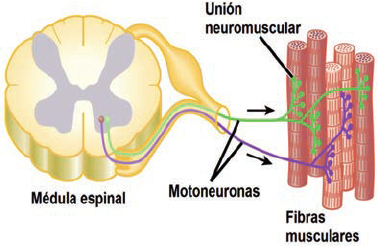 Unión
neuromuscular
Médula espinal
Motoneuronas
Fibras
musculares